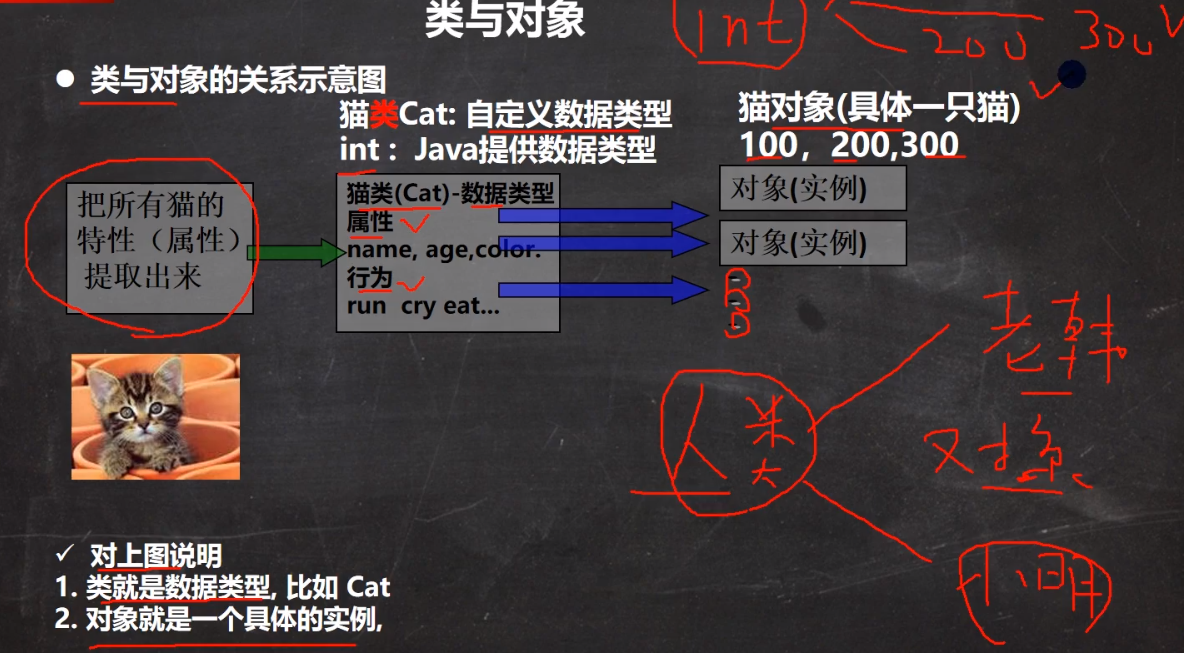 类与对象
int
200 300
● 类与对象的关系示意图
猫类Cat: 自定义数据类型
int： Java提供数据类型
猫对象(具体一只猫)
100，200,300
把所有猫的
特性（属性）
提取出来
猫类(Cat)-数据类型
属性
name, age,color.
行为
run cry eat...
对象(实例)
对象(实例)
人类
老韩
对象
小明
✓ 对上图说明
1. 类就是数据类型, 比如 Cat
2. 对象就是一个具体的实例,